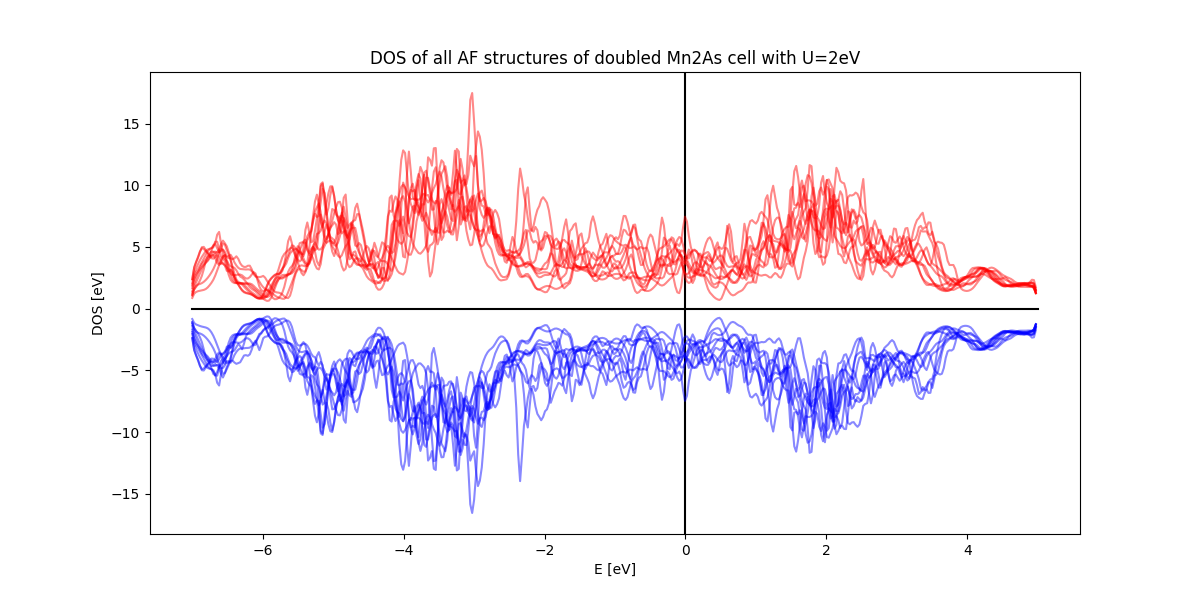 DOS of all AF structures of doubled Mn2As cell with U=2eV
DOS [eV]
15
10
5
0
−5
−10
−15
−6 −4 −2 0 2 4
E [eV]